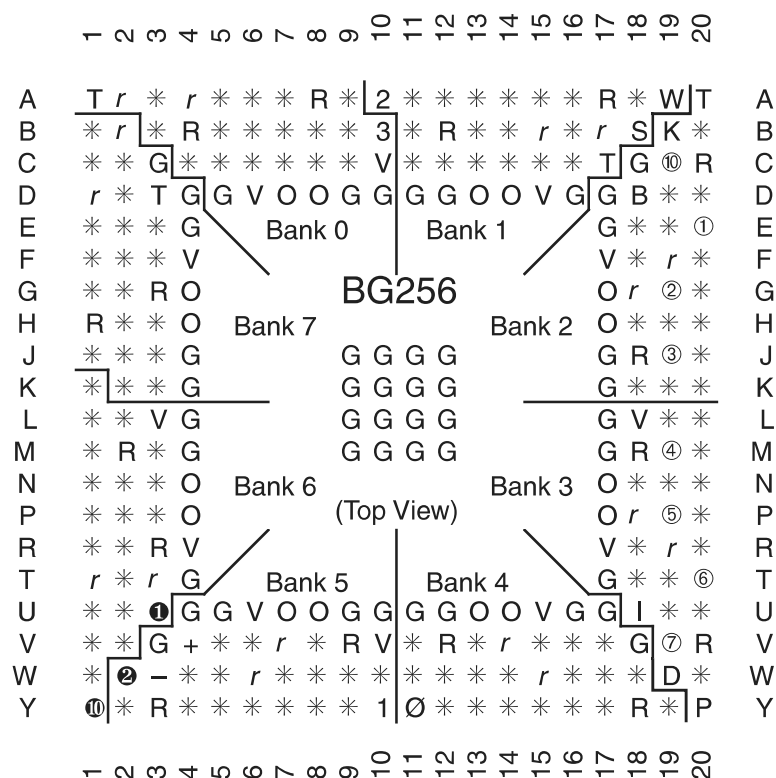 1 2 3 4 5 6 7 8 9 10 11 12 13 14 15 16 17 18 19 20
A T r * r * * * R * 2 * * * * * * R * W T A
B * r * R * * * * * 3 * R * * r * r S K * B
C * * G * * * * * * V * * * * * * T G ⑩ R C
D r * T G G V O O G G G G O O V G G B * * D
E * * * G Bank 0 Bank 1 G * * ① E
F * * * V V * r * F
G * * R O BG256 O r ② * G
H R * * O Bank 7 Bank 2 O * * * H
J * * * G G G G G G R ③ * J
K * * * G G G G G G * * * K
L * * V G G G G G G V * * L
M * R * G G G G G G R ④ * M
N * * * O Bank 6 Bank 3 O * * * N
P * * * O (Top View) O r ⑤ * P
R * * R V V * r * R
T r * r G Bank 5 Bank 4 G * * ⑥ T
U * * ❶ G G V O O G G G G O O V G G I * * U
V * * G + * * r * R V * R * r * * * G ⑦ R V
W * ❷ – * * r * * * * * * * * r * * * D * W
Y ❿ * R * * * * * * 1 Ø * * * * * * R * P Y
1 2 3 4 5 6 7 8 9 10 11 12 13 14 15 16 17 18 19 20